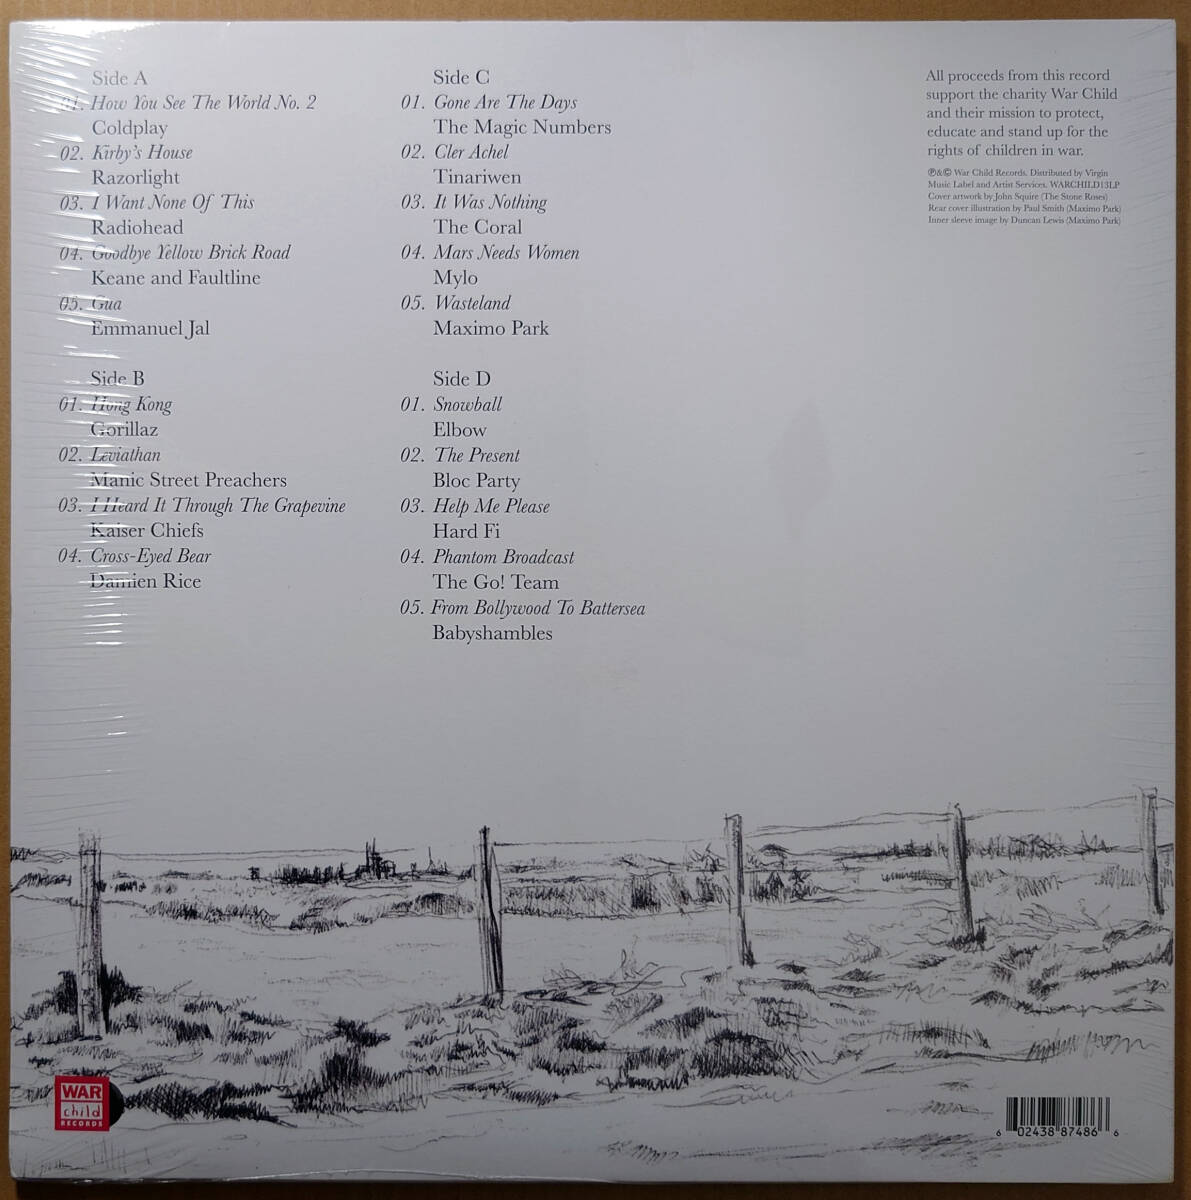 Side A
01. How You See The World No. 2
Coldplay
02. Kirby's House
Razorlight
03. I Want None Of This
Radiohead
04. Goodbye Yellow Brick Road
Keane and Faultline
05. Gua
Emmanuel Jal
Side B
01. Hong Kong
Gorillaz
02. Leviathan
Manic Street Preachers
03. I Heard It Through The Grapevine
Kaiser Chiefs
04. Cross-Eyed Bear
Damien Rice
Side C
01. Gone Are The Days
The Magic Numbers
02. Cler Achel
Tinariwen
03. It Was Nothing
The Coral
04. Mars Needs Women
Mylo
05. Wasteland
Maximo Park
Side D
01. Snowball
Elbow
02. The Present
Bloc Party
03. Help Me Please
Hard Fi
04. Phantom Broadcast
The Go! Team
05. From Bollywood To Battersea
Babyshambles
All proceeds from this record
support the charity War Child
and their mission to protect,
educate and stand up for the
rights of children in war.
℗&© War Child Records. Distributed by Virgin
Music Label and Artist Services. WARCHILD13LP
Cover artwork by John Squire (The Stone Roses)
Rear cover illustration by Paul Smith (Maximo Park)
Inner sleeve image by Duncan Lewis (Maximo Park)
WAR
child
RECORDS
6 02438 87486 6